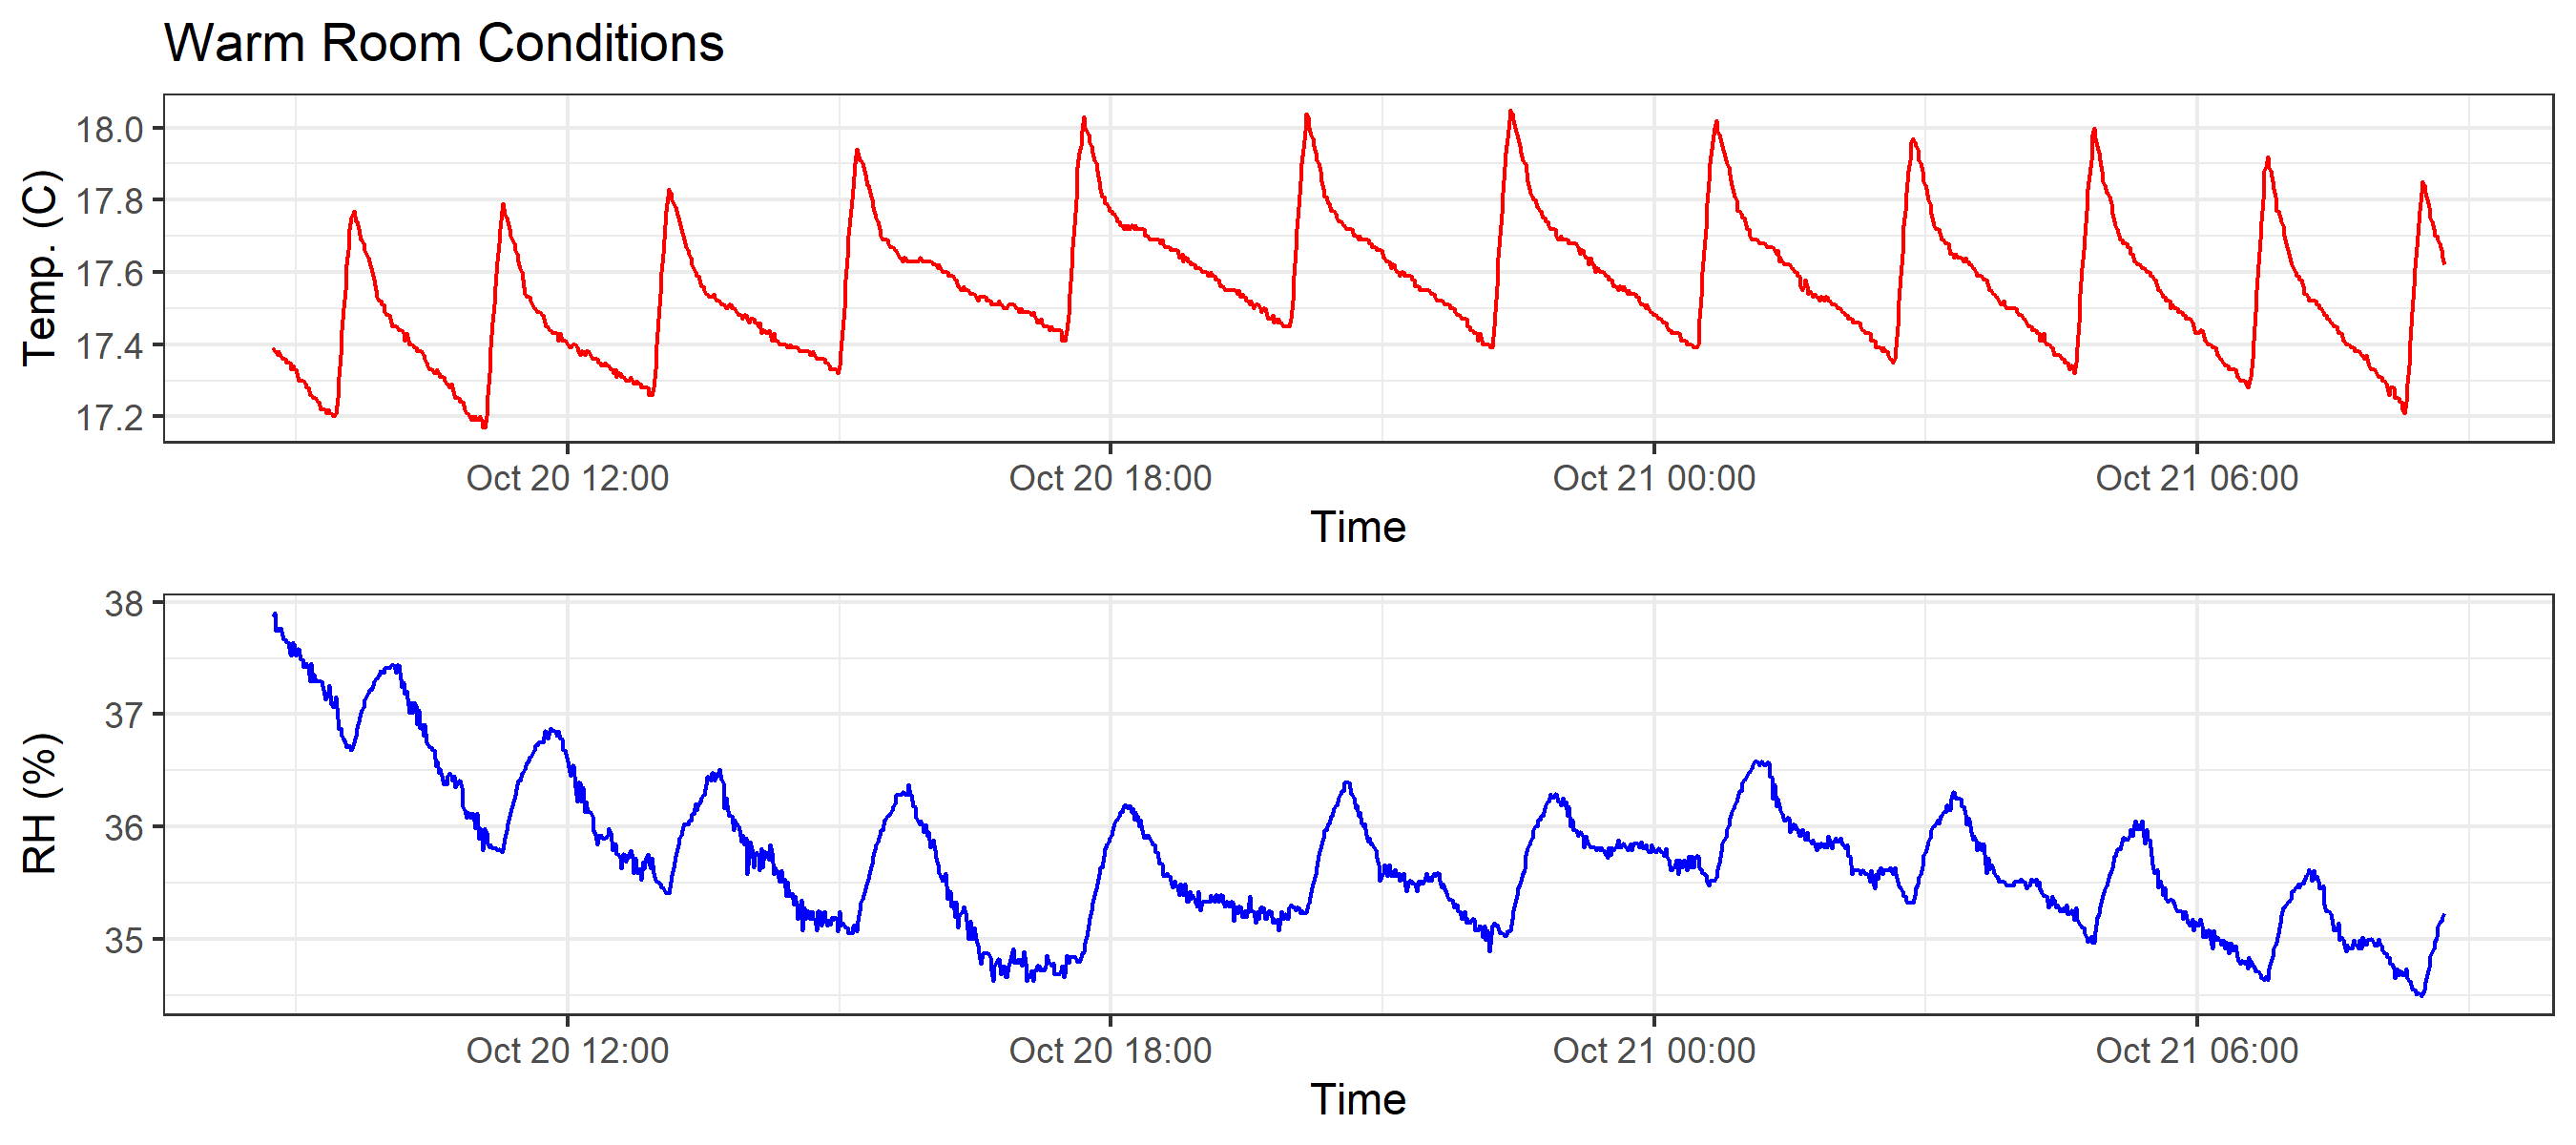 Warm Room Conditions
Temp. (C)
18.0
17.8
17.6
17.4
17.2
Oct 20 12:00 Oct 20 18:00 Oct 21 00:00 Oct 21 06:00
Time
RH (%)
38
37
36
35
Oct 20 12:00 Oct 20 18:00 Oct 21 00:00 Oct 21 06:00
Time